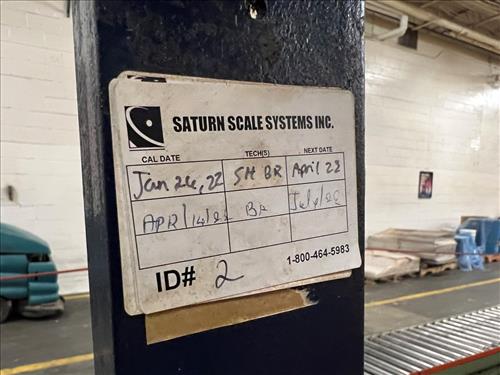 SATURN SCALE SYSTEMS INC.
CAL DATE TECH(S) NEXT DATE
Jan 26, 22 SH BR April 22
APR/14/22 BR July/22
1-800-464-5983
ID# 2